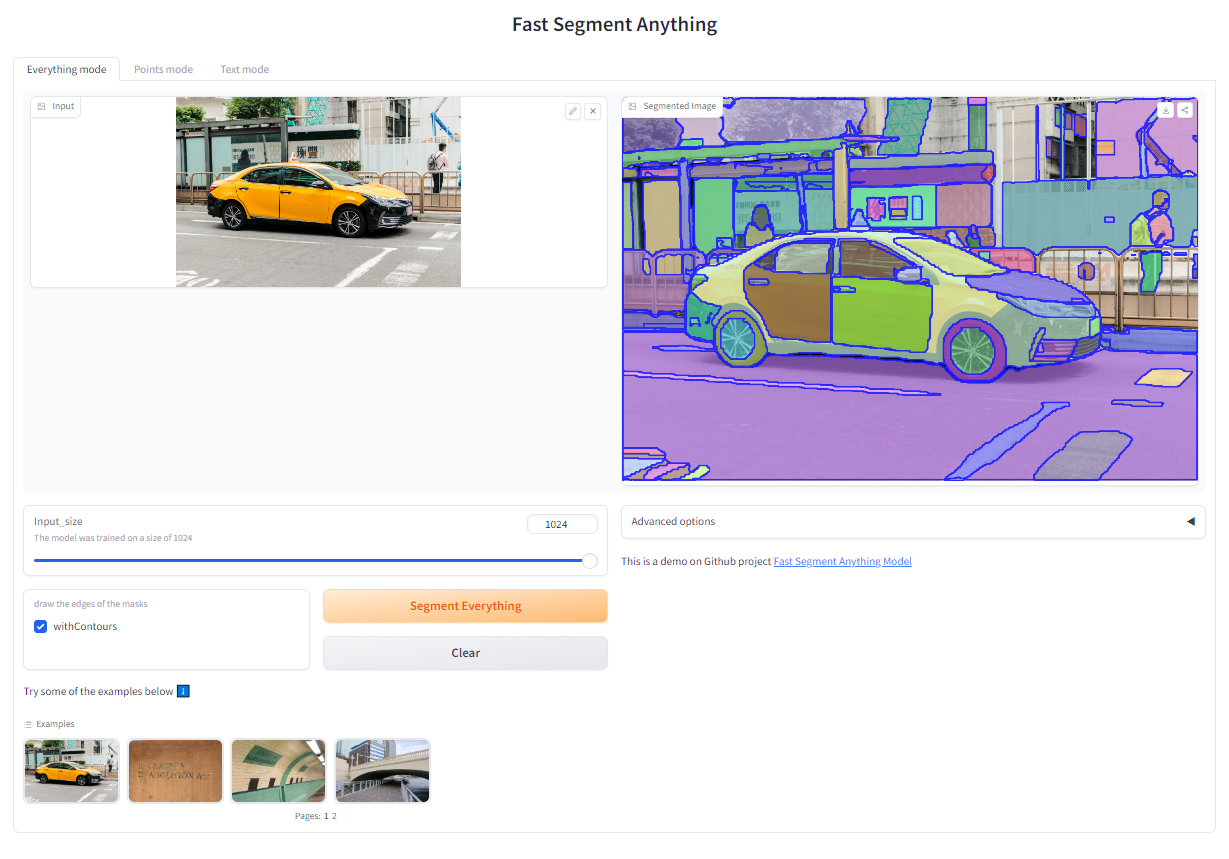 Fast Segment Anything
Everything mode
Points mode
Text mode
Input
Segmented Image
Input_size
1024
The model was trained on a size of 1024
Advanced options
This is a demo on Github project Fast Segment Anything Model
draw the edges of the masks
withContours
Segment Everything
Clear
Try some of the examples below
Examples
Pages: 1 2